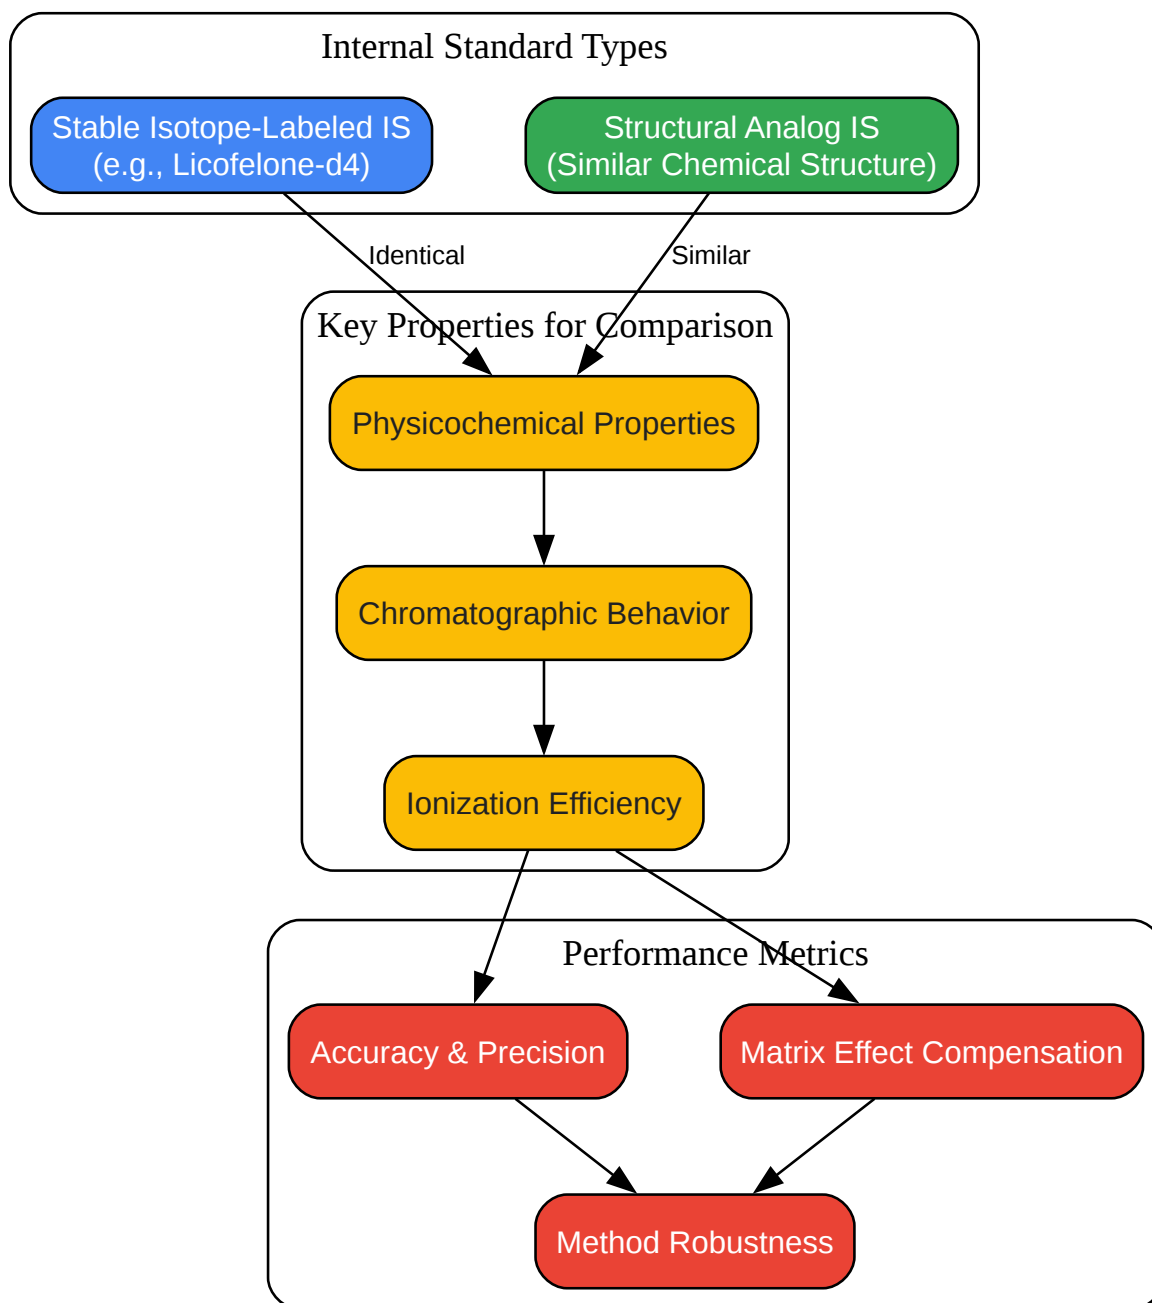 Internal Standard Types
Stable Isotope-Labeled IS
(e.g., Licofelone-d4)
Structural Analog IS
(Similar Chemical Structure)
Identical
Similar
Key Properties for Comparison
Physicochemical Properties
Chromatographic Behavior
Ionization Efficiency
Performance Metrics
Accuracy & Precision
Matrix Effect Compensation
Method Robustness